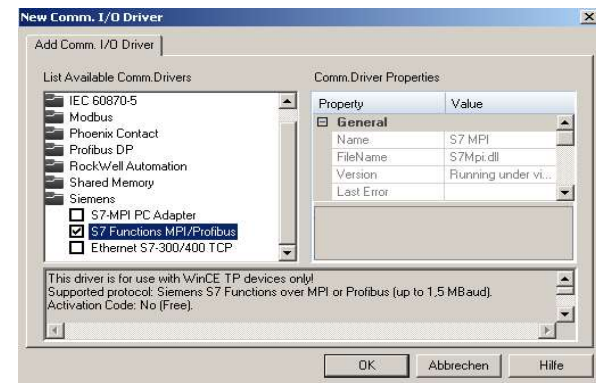 New Comm. I/O Driver
Add Comm. I/O Driver
List Available Comm.Drivers
IEC 60870-5
Modbus
Phoenix Contact
Profibus DP
RockWell Automation
Shared Memory
Siemens
S7-MPI PC Adapter
S7 Functions MPI/Profibus
Ethernet S7-300/400 TCP
Comm.Driver Properties
Property Value
General
Name S7 MPI
FileName S7Mpi.dll
Version Running under vi...
Last Error
This driver is for use with WinCE TP devices only!
Supported protocol: Siemens S7 Functions over MPI or Profibus (up to 1,5 MBaud).
Activation Code: No (Free).
OK Abbrechen Hilfe